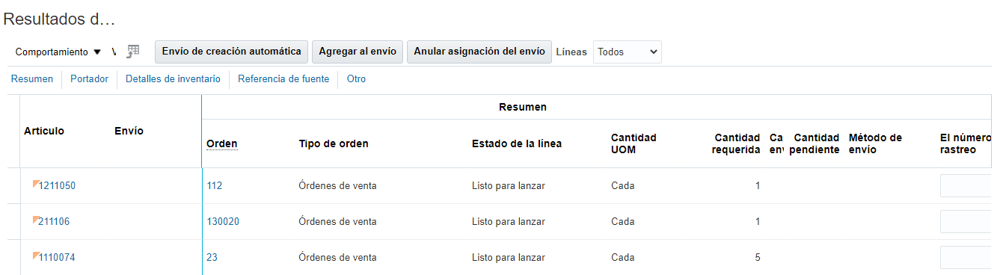 Resultados d…
Comportamiento V Envío de creación automática Agregar al envío Anular asignación del envío Líneas Todos
Resumen Portador Detalles de inventario Referencia de fuente Otro
Resumen
Articulo Envío Orden Tipo de orden Estado de la línea Cantidad UOM Cantidad requerida Ca env Cantidad pendiente Método de envío El número rastreo
1211050 112 Órdenes de venta Listo para lanzar Cada 1
211106 130020 Órdenes de venta Listo para lanzar Cada 1
1110074 23 Órdenes de venta Listo para lanzar Cada 5